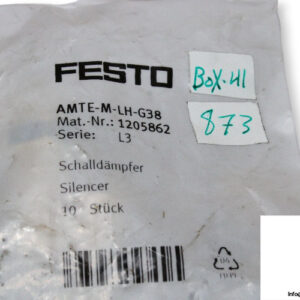 FESTO
BOX-41
AMTE-M-LH-G38
Mat.-Nr.: 1205862
873
Serie: L3
Schalldämpfer
Silencer
10 Stück